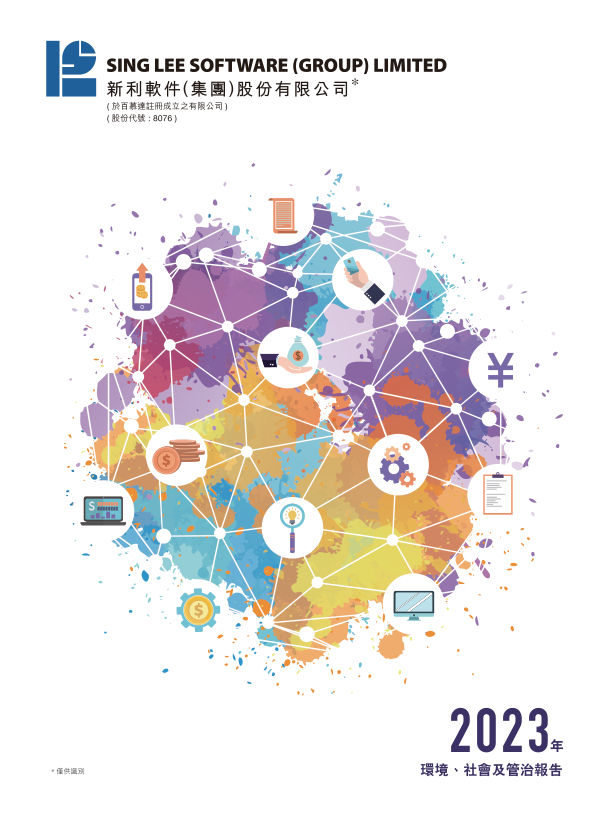 SING LEE SOFTWARE (GROUP) LIMITED
新利軟件(集團)股份有限公司*
( 於百慕達註冊成立之有限公司 )
( 股份代號 : 8076 )
$
¥
$
$
$
2023年
環境、社會及管治報告
* 僅供識別